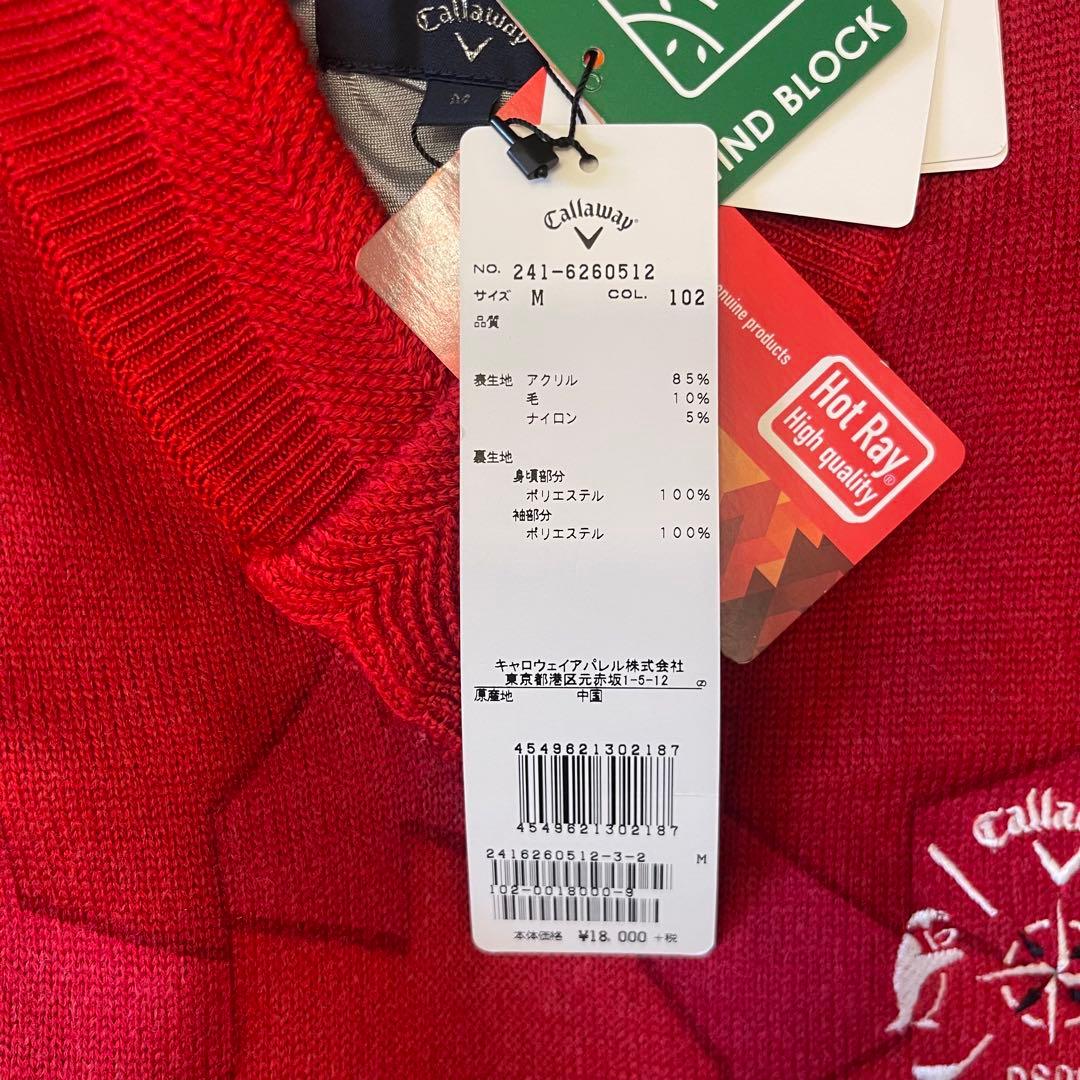 Callaway
M
WIND BLOCK
Callaway
NO. 241-6260512
サイズ M COL. 102
品質
表生地 アクリル 85%
毛 10%
ナイロン 5%
裏生地
身頃部分
ポリエステル 100%
袖部分
ポリエステル 100%
キャロウェイアパレル株式会社
東京都港区元赤坂1-5-12
原産地 中国
4549621302187
4549621302187
2416260512-3-2 M
102-0018000-9
本体価格 ¥18,000+税
products
Hot Ray®
High quality
Callaway